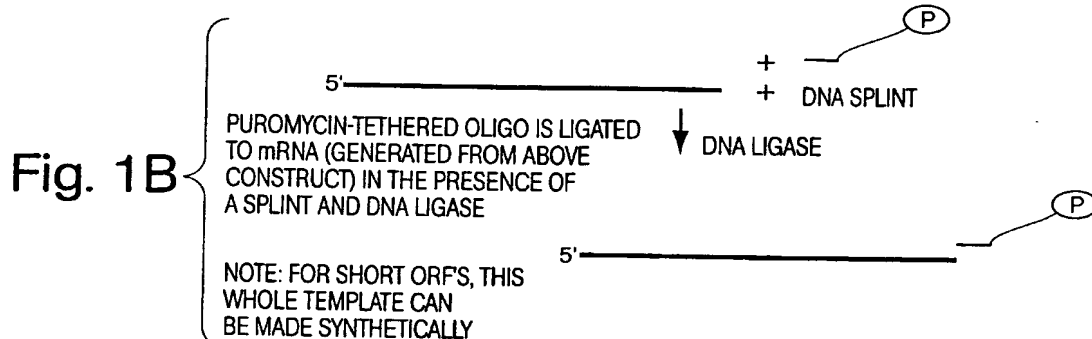 P
+
5'
+ DNA SPLINT
PUROMYCIN-TETHERED OLIGO IS LIGATED
TO mRNA (GENERATED FROM ABOVE
CONSTRUCT) IN THE PRESENCE OF
A SPLINT AND DNA LIGASE
DNA LIGASE
Fig. 1B
P
5'
NOTE: FOR SHORT ORF'S, THIS
WHOLE TEMPLATE CAN
BE MADE SYNTHETICALLY